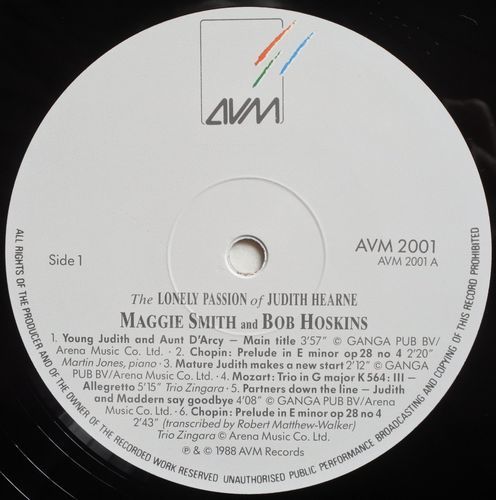 AVM
Side 1
AVM 2001
AVM 2001 A
The LONELY PASSION of JUDITH HEARNE
MAGGIE SMITH and BOB HOSKINS
1. Young Judith and Aunt D'Arcy – Main title 3'57" © GANGA PUB BV/
Arena Music Co. Ltd. · 2. Chopin: Prelude in E minor op 28 no 4 2'20"
Martin Jones, piano · 3. Mature Judith makes a new start 2'12" © GANGA
PUB BV/Arena Music Co. Ltd. · 4. Mozart: Trio in G major K 564: III –
Allegretto 5'15" Trio Zingara · 5. Partners down the line – Judith
and Maddern say goodbye 4'08" © GANGA PUB BV/Arena
Music Co. Ltd. · 6. Chopin: Prelude in E minor op 28 no 4
2'43" (transcribed by Robert Matthew-Walker)
Trio Zingara © Arena Music Co. Ltd.
℗ & © 1988 AVM Records
ALL RIGHTS OF THE PRODUCER AND OF THE OWNER OF THE RECORDED WORK RESERVED UNAUTHORISED PUBLIC PERFORMANCE BROADCASTING AND COPYING OF THIS RECORD PROHIBITED